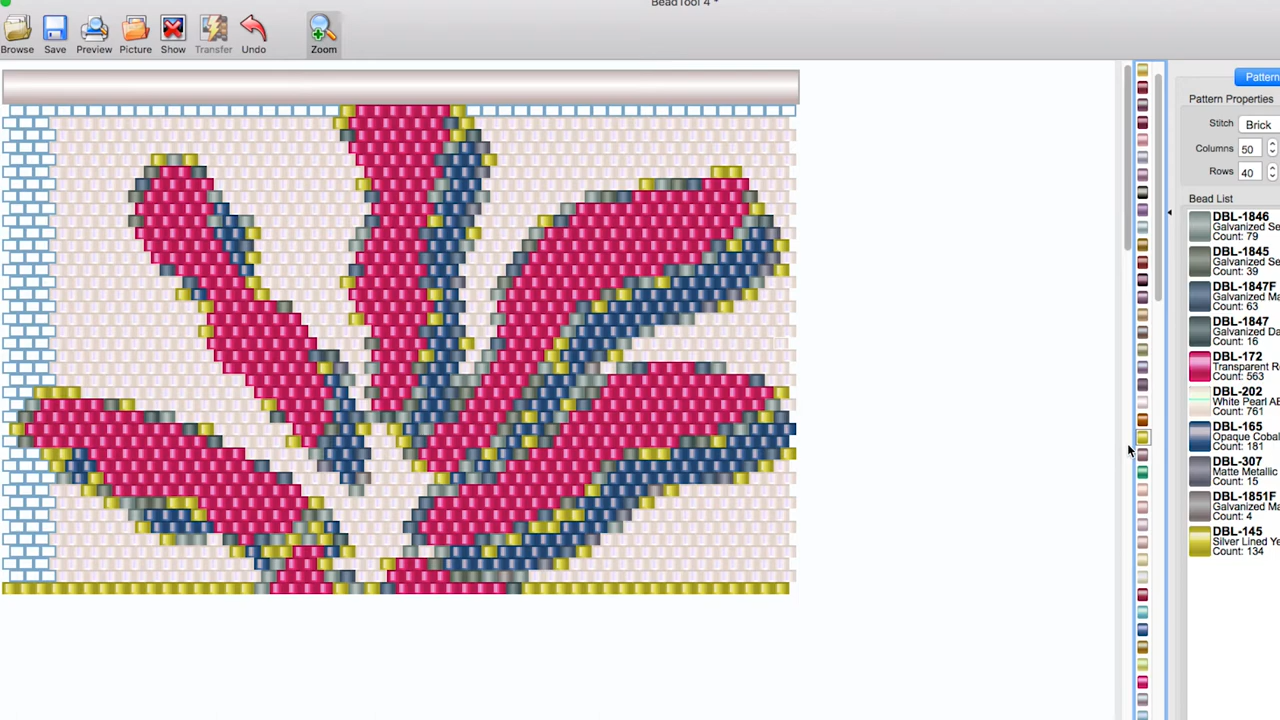 BeadTool 4 *
Browse Save Preview Picture Show Transfer Undo Zoom
Pattern
Pattern Properties
Stitch Brick
Columns 50
Rows 40
Bead List
DBL-1846
Galvanized Se
Count: 79
DBL-1845
Galvanized Se
Count: 39
DBL-1847F
Galvanized Ma
Count: 63
DBL-1847
Galvanized Da
Count: 16
DBL-172
Transparent Ro
Count: 563
DBL-202
White Pearl AB
Count: 761
DBL-165
Opaque Cobal
Count: 181
DBL-307
Matte Metallic
Count: 15
DBL-1851F
Galvanized Ma
Count: 4
DBL-145
Silver Lined Ye
Count: 134